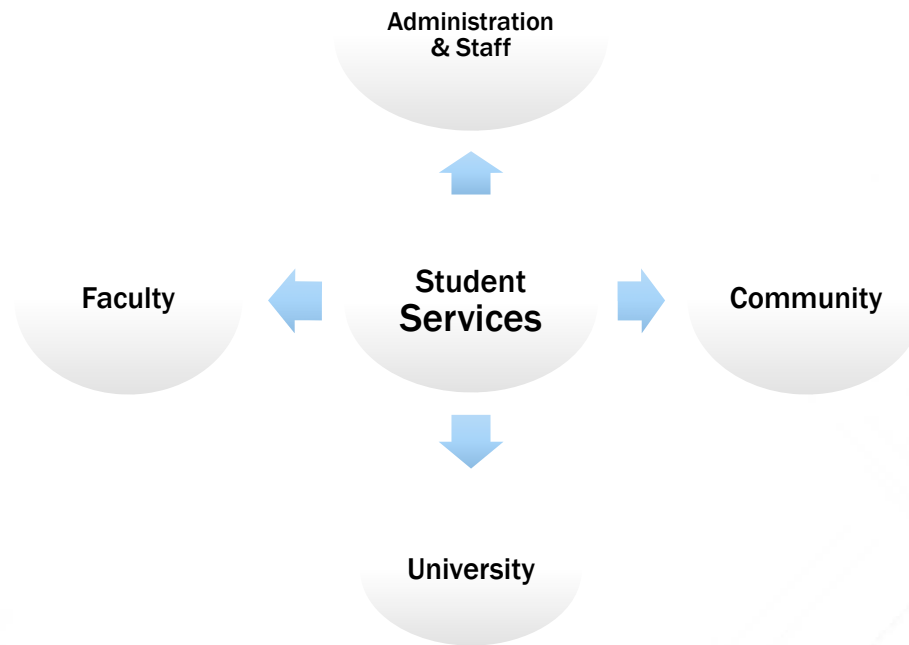 Administration
& Staff
Faculty
Student
Services
Community
University